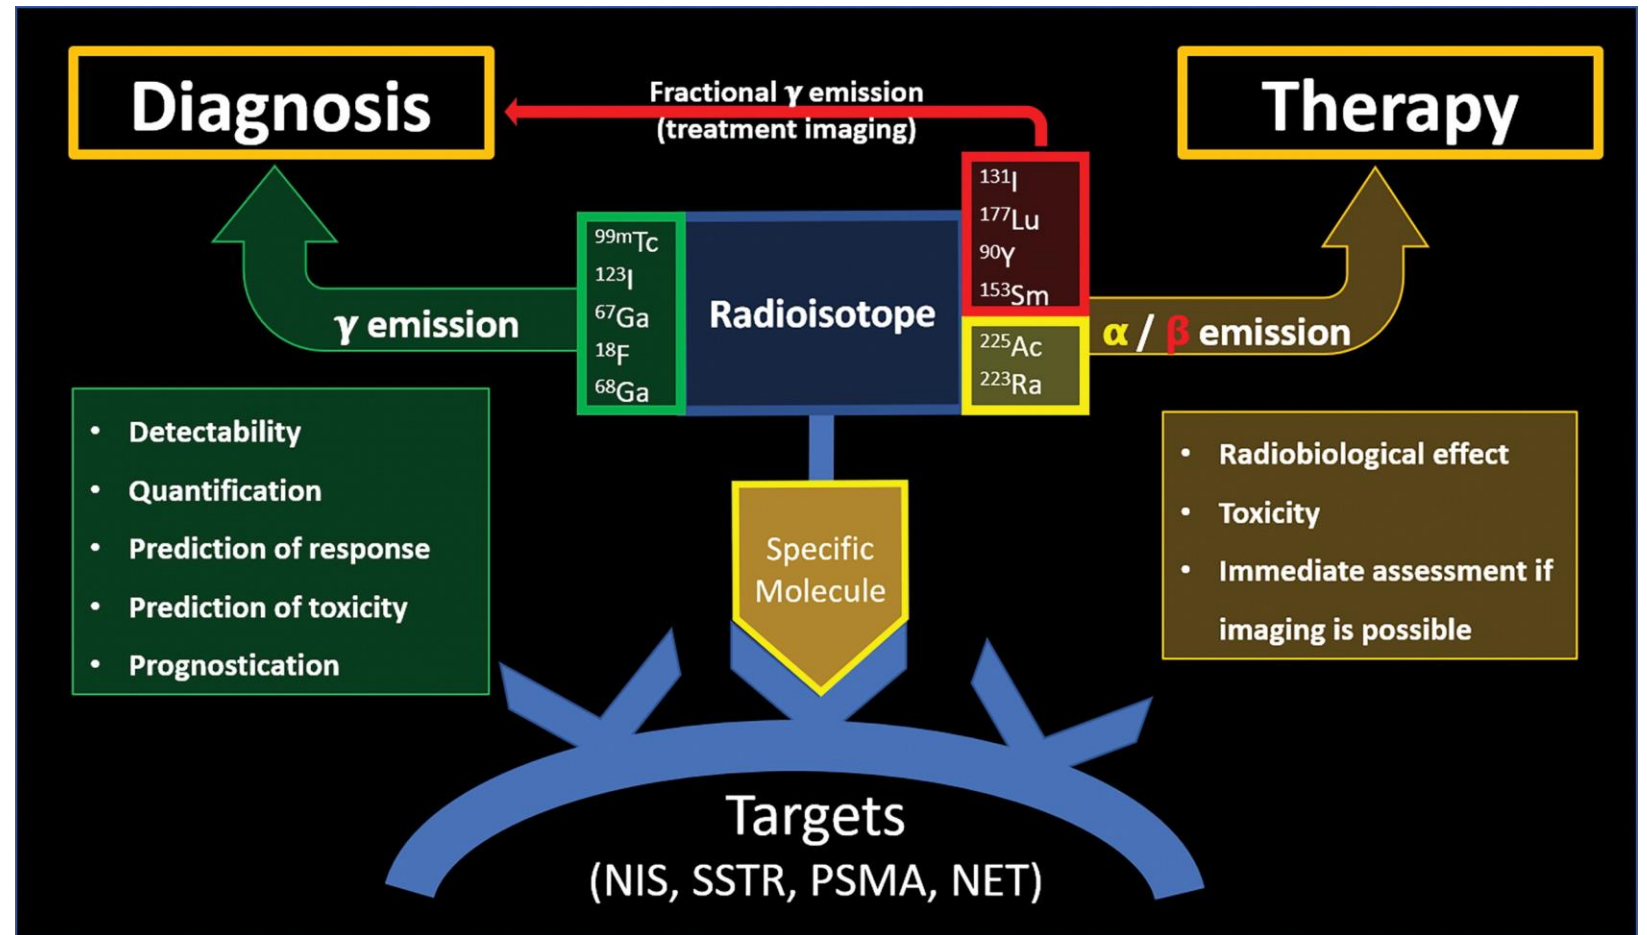 Diagnosis
Fractional γ emission
(treatment imaging)
Therapy
γ emission
⁹⁹ᵐTc
¹²³I
⁶⁷Ga
¹⁸F
⁶⁸Ga
Radioisotope
¹³¹I
¹⁷⁷Lu
⁹⁰Y
¹⁵³Sm
²²⁵Ac
²²³Ra
α / β emission
• Detectability
• Quantification
• Prediction of response
• Prediction of toxicity
• Prognostication
Specific
Molecule
• Radiobiological effect
• Toxicity
• Immediate assessment if
imaging is possible
Targets
(NIS, SSTR, PSMA, NET)